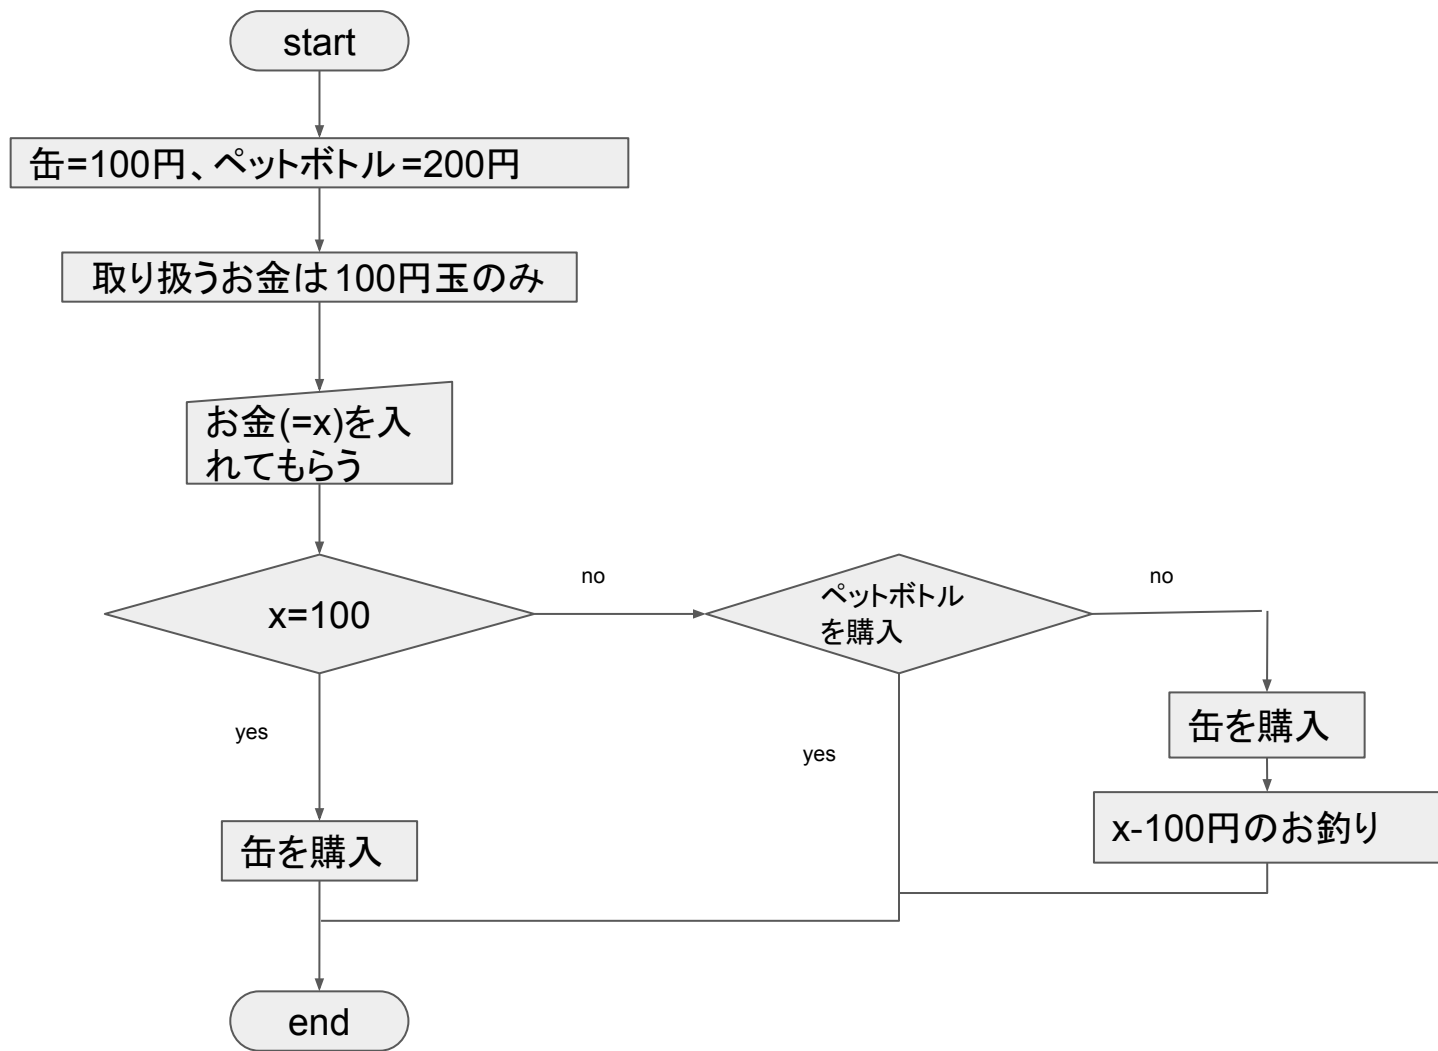 start
缶=100円、ペットボトル=200円
取り扱うお金は100円玉のみ
お金(=x)を入
れてもらう
x=100
no
ペットボトル
を購入
no
yes
yes
缶を購入
x-100円のお釣り
缶を購入
end